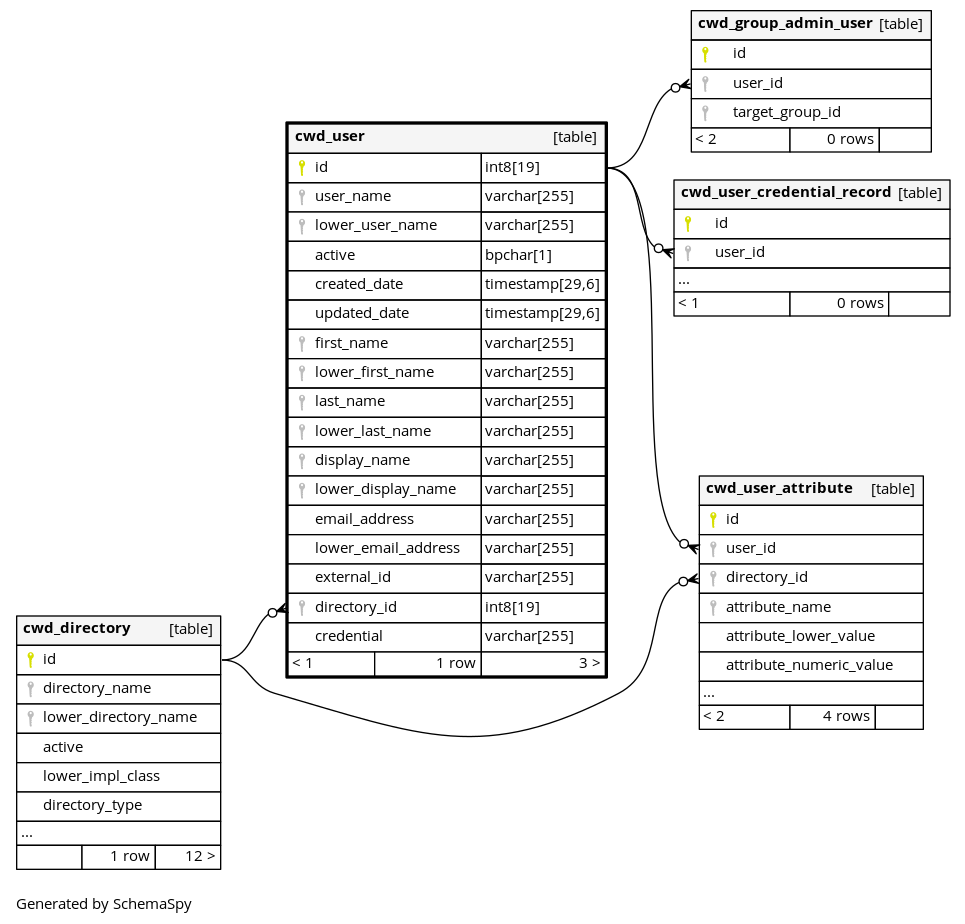 cwd_group_admin_user [table]
id
user_id
target_group_id
< 2 0 rows
cwd_user_credential_record [table]
id
user_id
...
< 1 0 rows
cwd_user [table]
id int8[19]
user_name varchar[255]
lower_user_name varchar[255]
active bpchar[1]
created_date timestamp[29,6]
updated_date timestamp[29,6]
first_name varchar[255]
lower_first_name varchar[255]
last_name varchar[255]
lower_last_name varchar[255]
display_name varchar[255]
lower_display_name varchar[255]
email_address varchar[255]
lower_email_address varchar[255]
external_id varchar[255]
directory_id int8[19]
credential varchar[255]
< 1 1 row 3 >
cwd_user_attribute [table]
id
user_id
directory_id
attribute_name
attribute_lower_value
attribute_numeric_value
...
< 2 4 rows
cwd_directory [table]
id
directory_name
lower_directory_name
active
lower_impl_class
directory_type
...
1 row 12 >
Generated by SchemaSpy